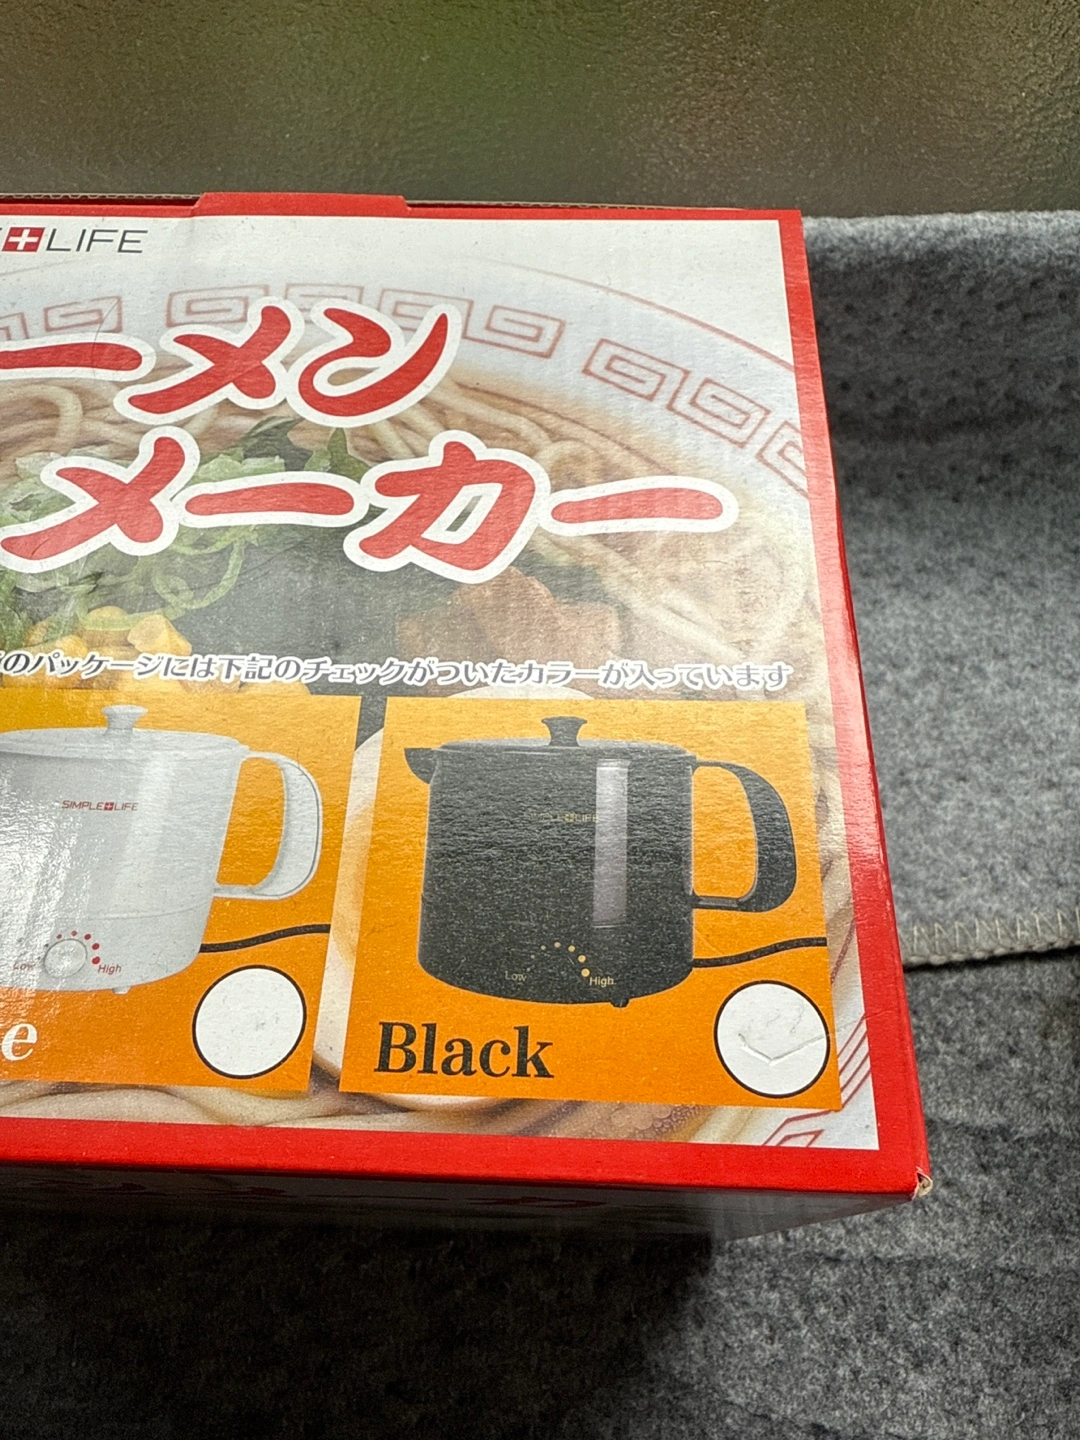 LIFE
ーメン
メーカー
のパッケージには下記のチェックがついたカラーが入っています
SIMPLE LIFE
Low High
e
SIMPLE LIFE
Low High
Black